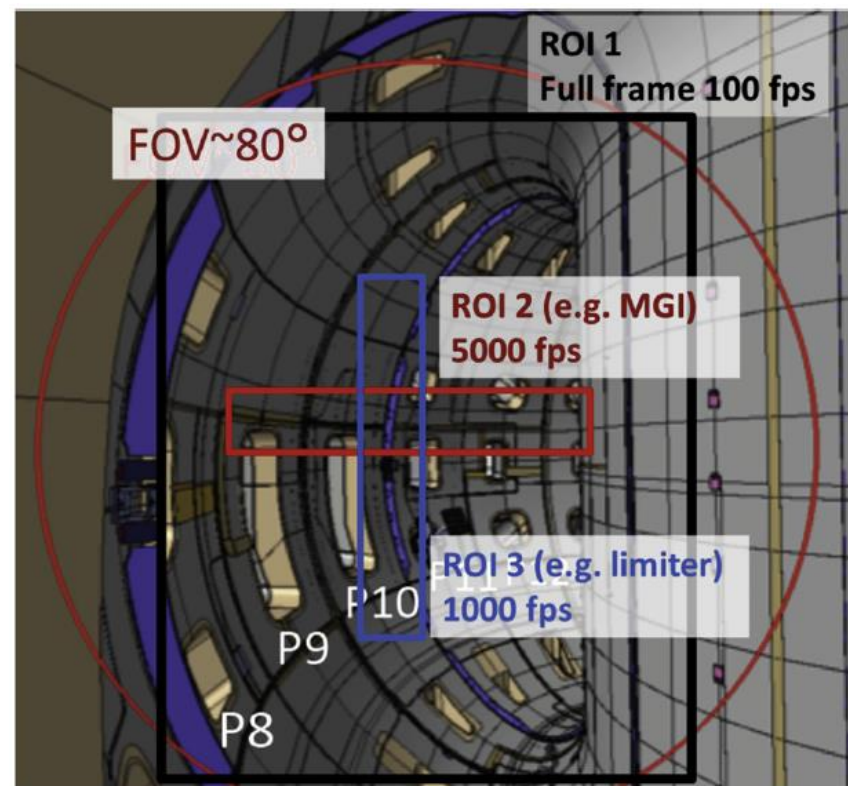 ROI 1
Full frame 100 fps
FOV~80°
ROI 2 (e.g. MGI)
5000 fps
ROI 3 (e.g. limiter)
1000 fps
P10
P9
P8